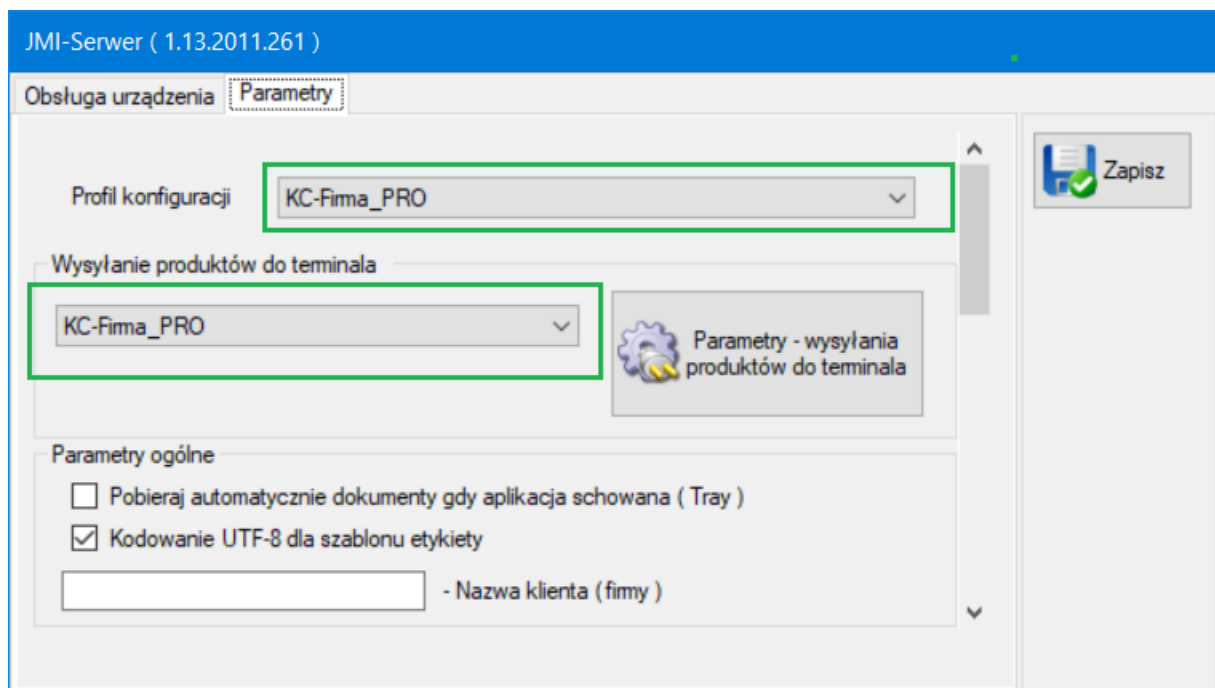 JMI-Serwer ( 1.13.2011.261 )
Obsługa urządzenia
Parametry
Profil konfiguracji
KC-Firma_PRO
Zapisz
Wysyłanie produktów do terminala
KC-Firma_PRO
Parametry - wysyłania
produktów do terminala
Parametry ogólne
Pobieraj automatycznie dokumenty gdy aplikacja schowana ( Tray )
Kodowanie UTF-8 dla szablonu etykiety
- Nazwa klienta ( firmy )